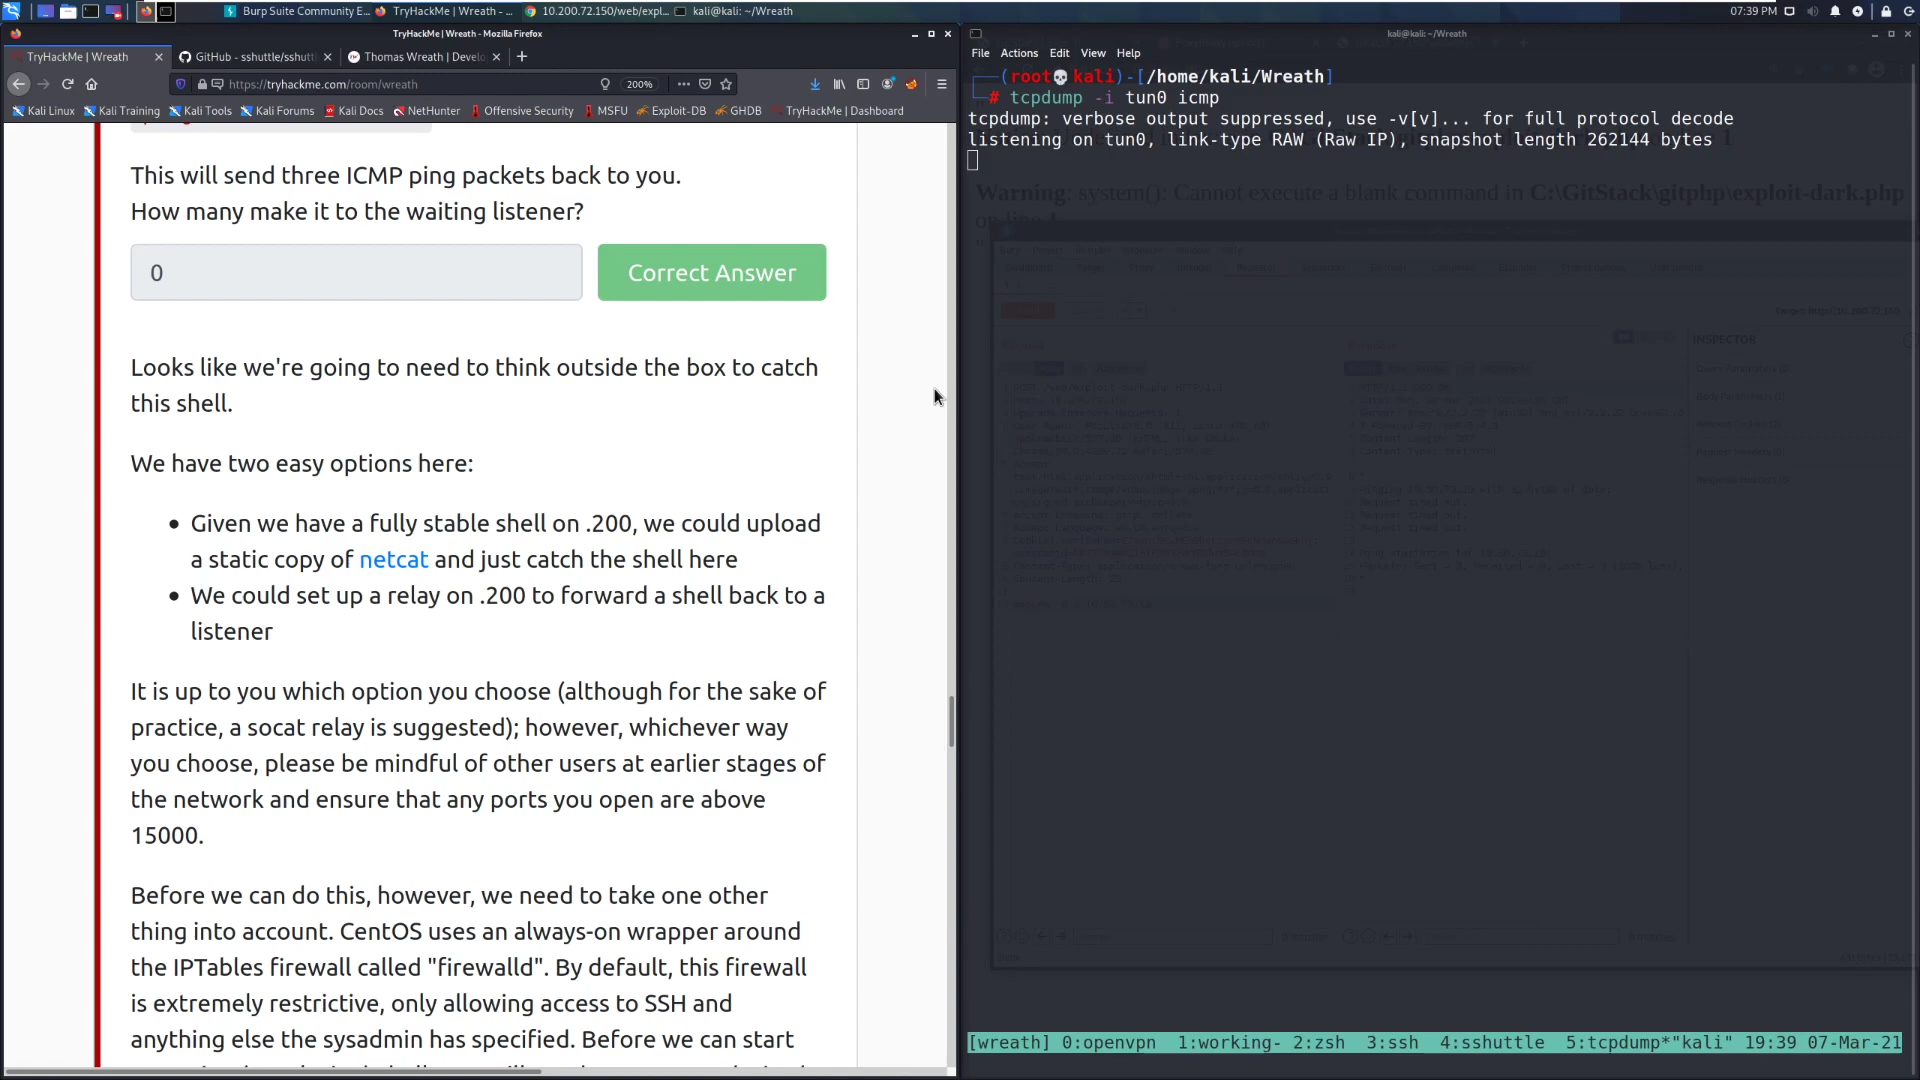 Burp Suite Community E...
TryHackMe | Wreath - ...
10.200.72.150/web/expl...
kali@kali: ~/Wreath
07:39 PM
TryHackMe | Wreath - Mozilla Firefox
TryHackMe | Wreath
GitHub - sshuttle/sshutt
Thomas Wreath | Develo
https://tryhackme.com/room/wreath
200%
Kali Linux
Kali Training
Kali Tools
Kali Forums
Kali Docs
NetHunter
Offensive Security
MSFU
Exploit-DB
GHDB
TryHackMe | Dashboard
This will send three ICMP ping packets back to you.
How many make it to the waiting listener?
0
Correct Answer
Looks like we're going to need to think outside the box to catch
this shell.
We have two easy options here:
Given we have a fully stable shell on .200, we could upload
a static copy of netcat and just catch the shell here
We could set up a relay on .200 to forward a shell back to a
listener
It is up to you which option you choose (although for the sake of
practice, a socat relay is suggested); however, whichever way
you choose, please be mindful of other users at earlier stages of
the network and ensure that any ports you open are above
15000.
Before we can do this, however, we need to take one other
thing into account. CentOS uses an always-on wrapper around
the IPTables firewall called "firewalld". By default, this firewall
is extremely restrictive, only allowing access to SSH and
anything else the sysadmin has specified. Before we can start
kali@kali: ~/Wreath
File Actions Edit View Help
(root💀kali)-[/home/kali/Wreath]
# tcpdump -i tun0 icmp
tcpdump: verbose output suppressed, use -v[v]... for full protocol decode
listening on tun0, link-type RAW (Raw IP), snapshot length 262144 bytes
Warning: system(): Cannot execute a blank command in C:\GitStack\gitphp\exploit-dark.php
on line 1
INSPECTOR
[wreath] 0:openvpn 1:working- 2:zsh 3:ssh 4:sshuttle 5:tcpdump*"kali" 19:39 07-Mar-21